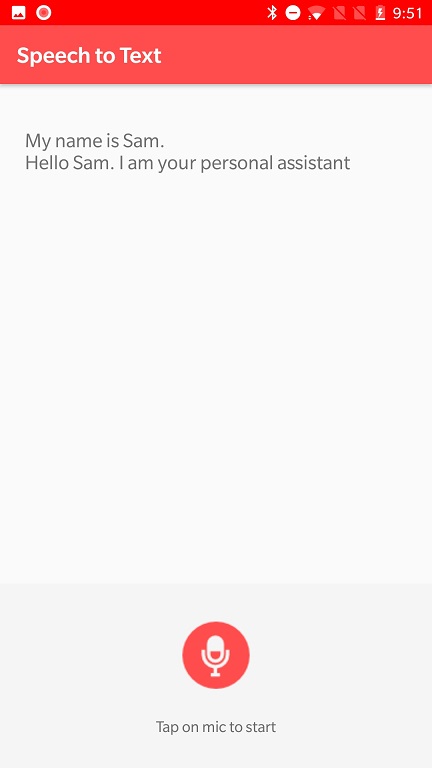 9:51
Speech to Text
My name is Sam.
Hello Sam. I am your personal assistant
Tap on mic to start